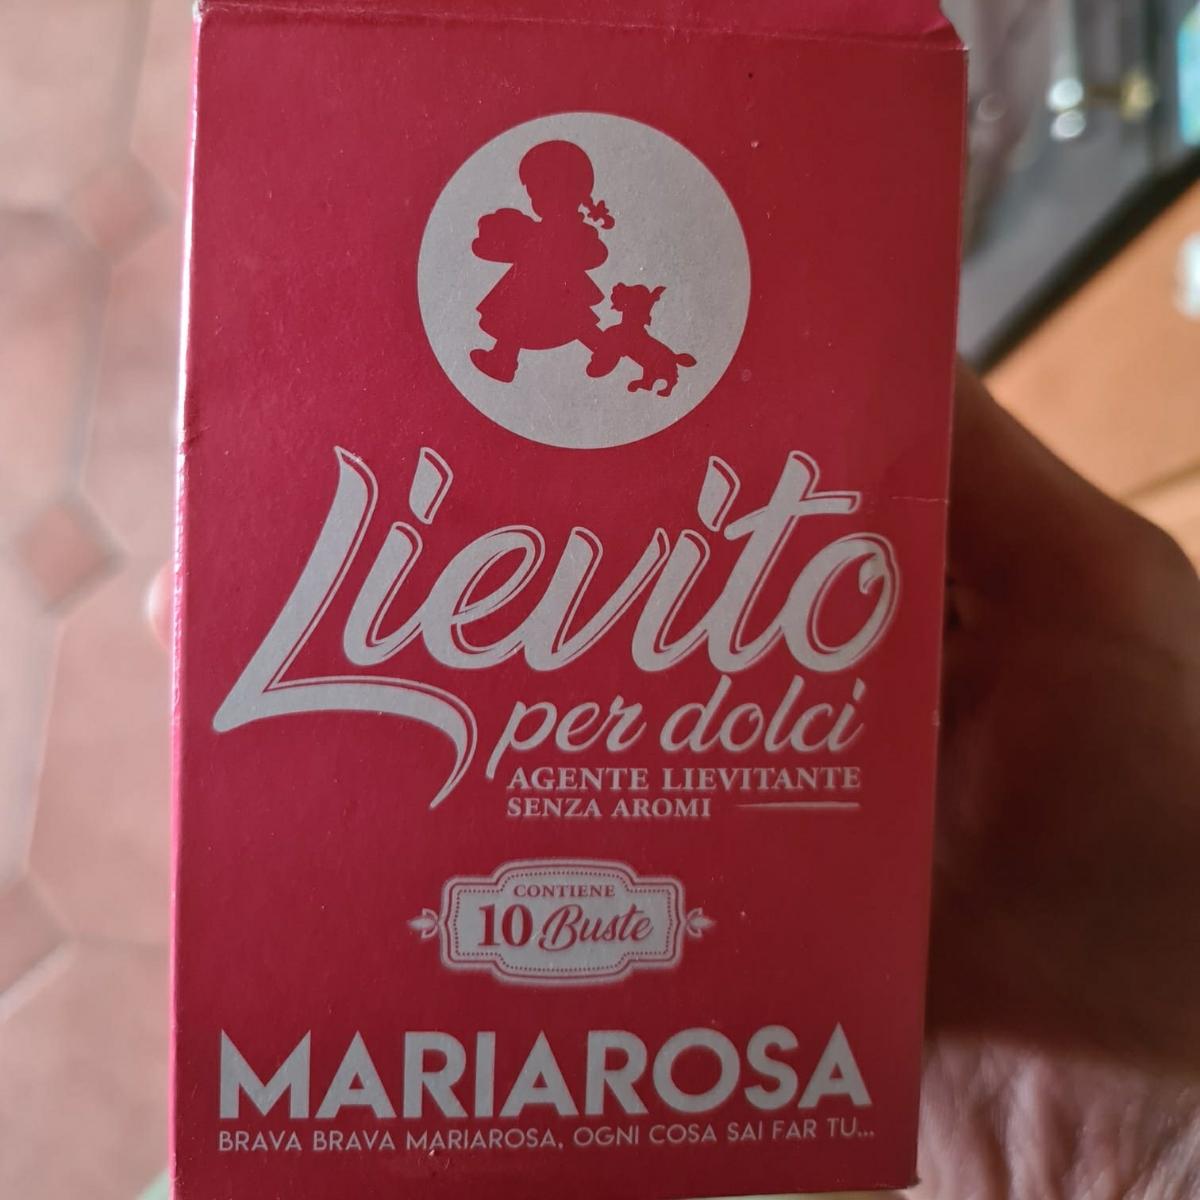 Lievito
per dolci
AGENTE LIEVITANTE
SENZA AROMI
CONTIENE
10 Buste
MARIAROSA
BRAVA BRAVA MARIAROSA, OGNI COSA SAI FAR TU...